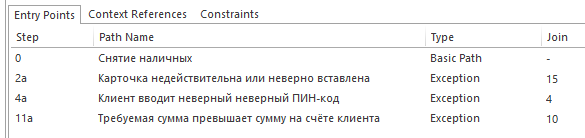 Entry Points Context References Constraints
Step Path Name Type Join
0 Снятие наличных Basic Path -
2a Карточка недействительна или неверно вставлена Exception 15
4a Клиент вводит неверный неверный ПИН-код Exception 4
11a Требуемая сумма превышает сумму на счёте клиента Exception 10